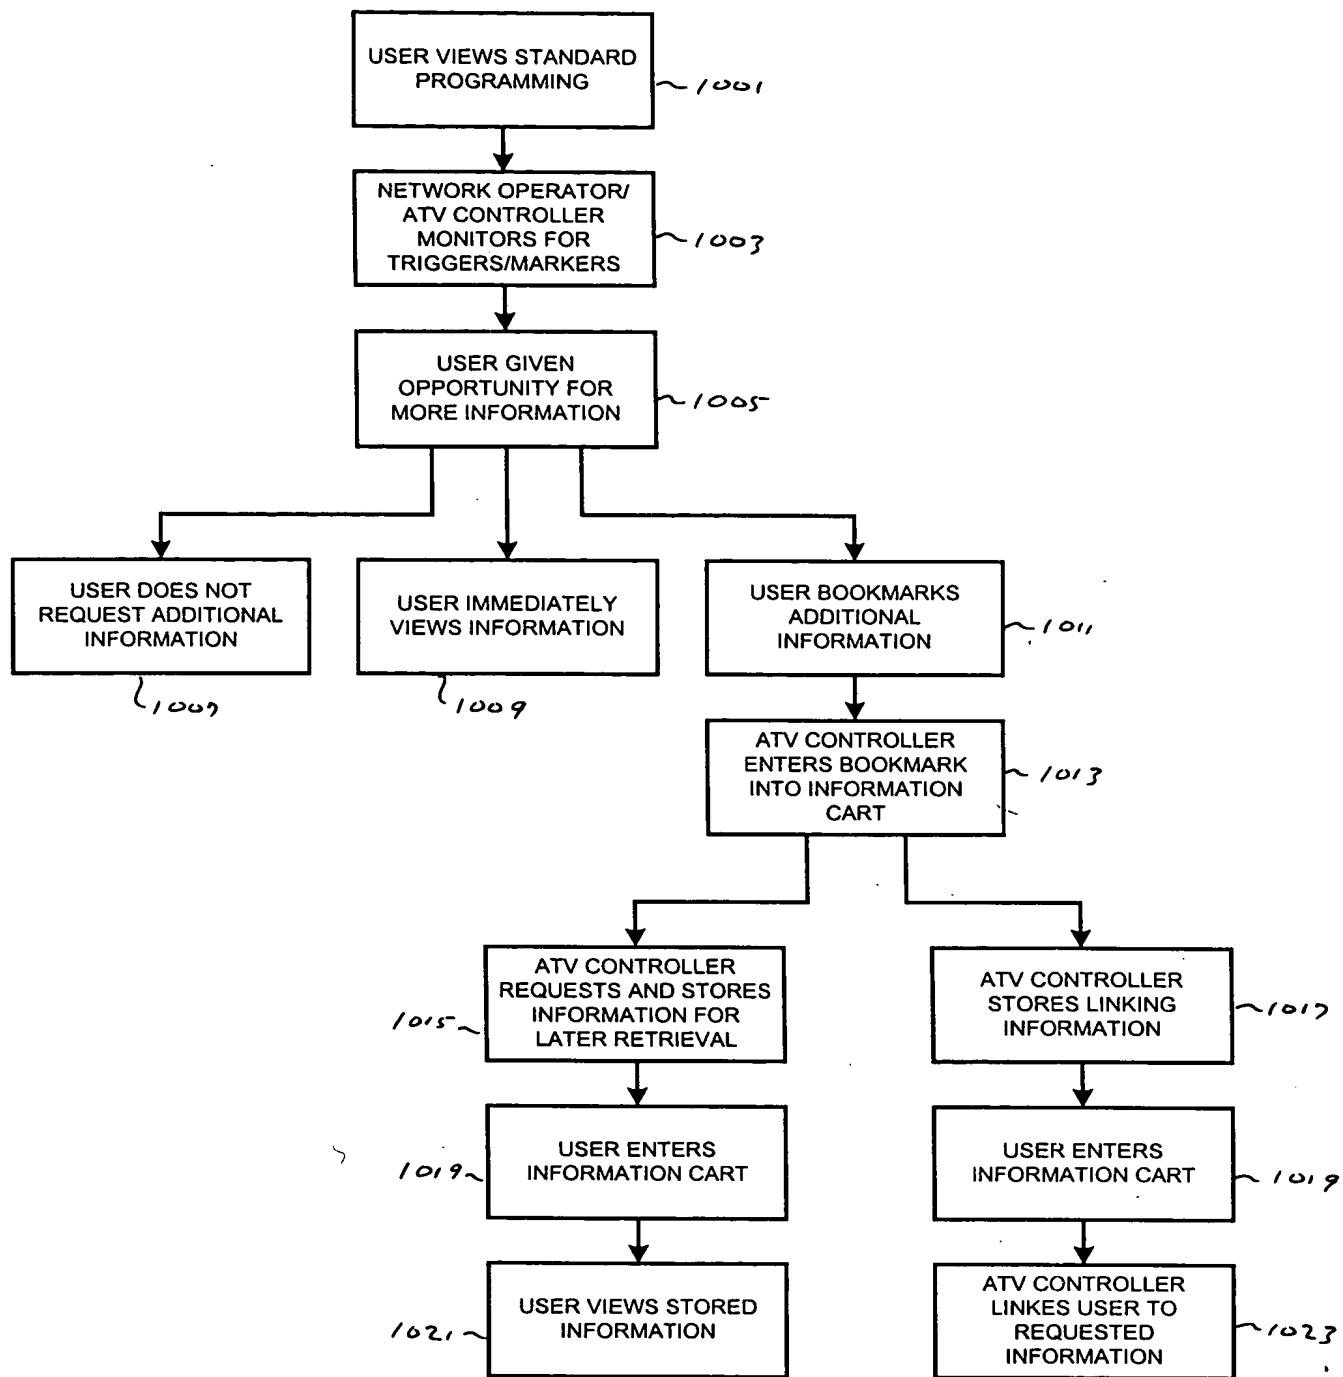 USER VIEWS STANDARD
PROGRAMMING
1001
NETWORK OPERATOR/
ATV CONTROLLER
MONITORS FOR
TRIGGERS/MARKERS
1003
USER GIVEN
OPPORTUNITY FOR
MORE INFORMATION
1005
USER DOES NOT
REQUEST ADDITIONAL
INFORMATION
1007
USER IMMEDIATELY
VIEWS INFORMATION
1009
USER BOOKMARKS
ADDITIONAL
INFORMATION
1011
ATV CONTROLLER
ENTERS BOOKMARK
INTO INFORMATION
CART
1013
ATV CONTROLLER
REQUESTS AND STORES
INFORMATION FOR
LATER RETRIEVAL
1015
ATV CONTROLLER
STORES LINKING
INFORMATION
1017
USER ENTERS
INFORMATION CART
1019
USER ENTERS
INFORMATION CART
1019
USER VIEWS STORED
INFORMATION
1021
ATV CONTROLLER
LINKES USER TO
REQUESTED
INFORMATION
1023